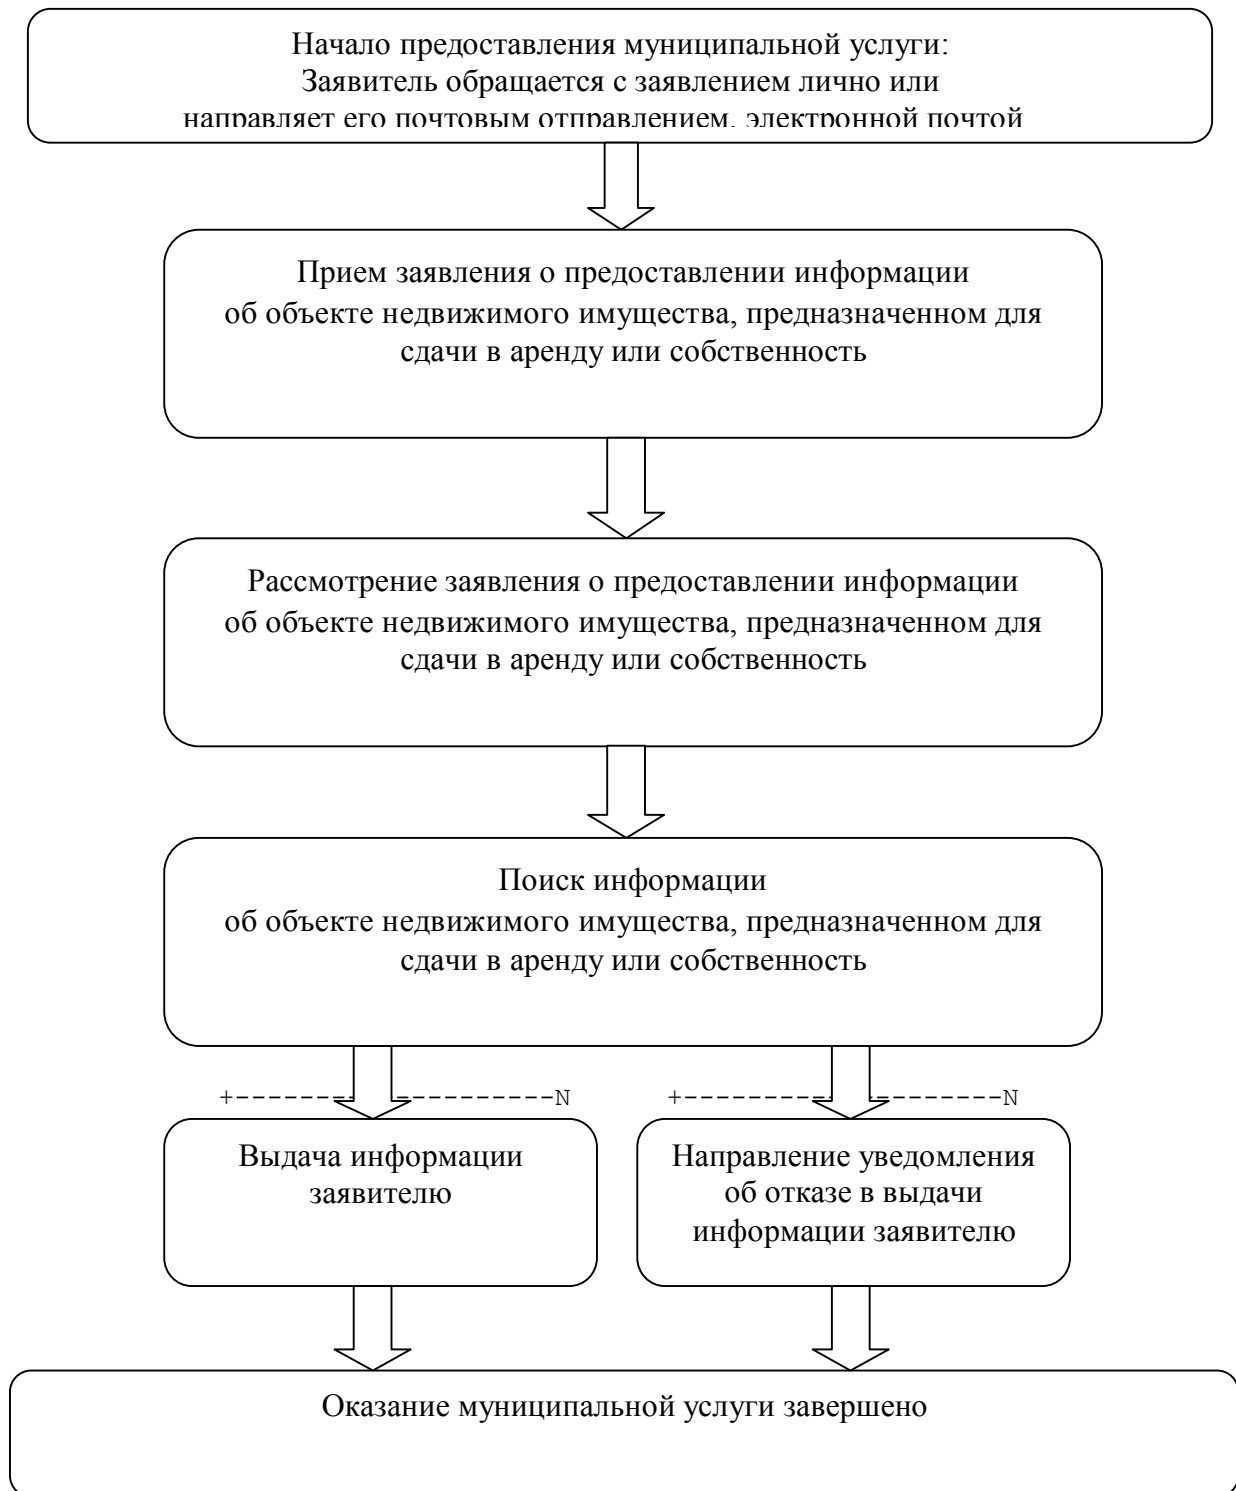 Начало предоставления муниципальной услуги:
Заявитель обращается с заявлением лично или
направляет его почтовым отправлением, электронной почтой
Прием заявления о предоставлении информации
об объекте недвижимого имущества, предназначенном для
сдачи в аренду или собственность
Рассмотрение заявления о предоставлении информации
об объекте недвижимого имущества, предназначенном для
сдачи в аренду или собственность
Поиск информации
об объекте недвижимого имущества, предназначенном для
сдачи в аренду или собственность
+--------------------N
+--------------------N
Выдача информации
заявителю
Направление уведомления
об отказе в выдачи
информации заявителю
Оказание муниципальной услуги завершено